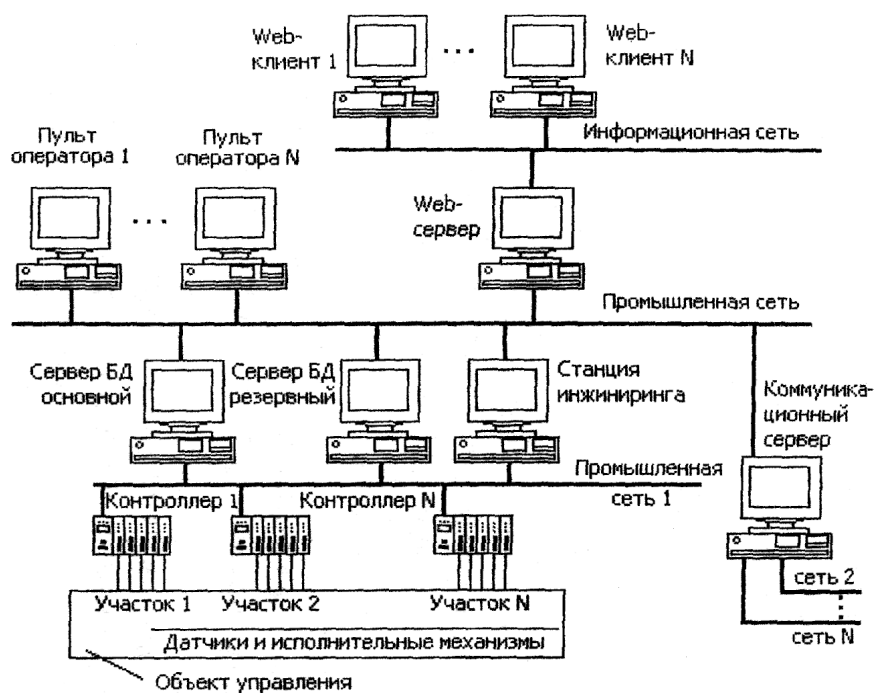 Web-
клиент 1
...
Web-
клиент N
Информационная сеть
Пульт
оператора 1
...
Пульт
оператора N
Web-
сервер
Промышленная сеть
Сервер БД
основной
Сервер БД
резервный
Станция
инжиниринга
Коммуника-
ционный
сервер
Промышленная
сеть 1
Контроллер 1
Контроллер N
Участок 1
Участок 2
Участок N
Датчики и исполнительные механизмы
Объект управления
сеть 2
сеть N